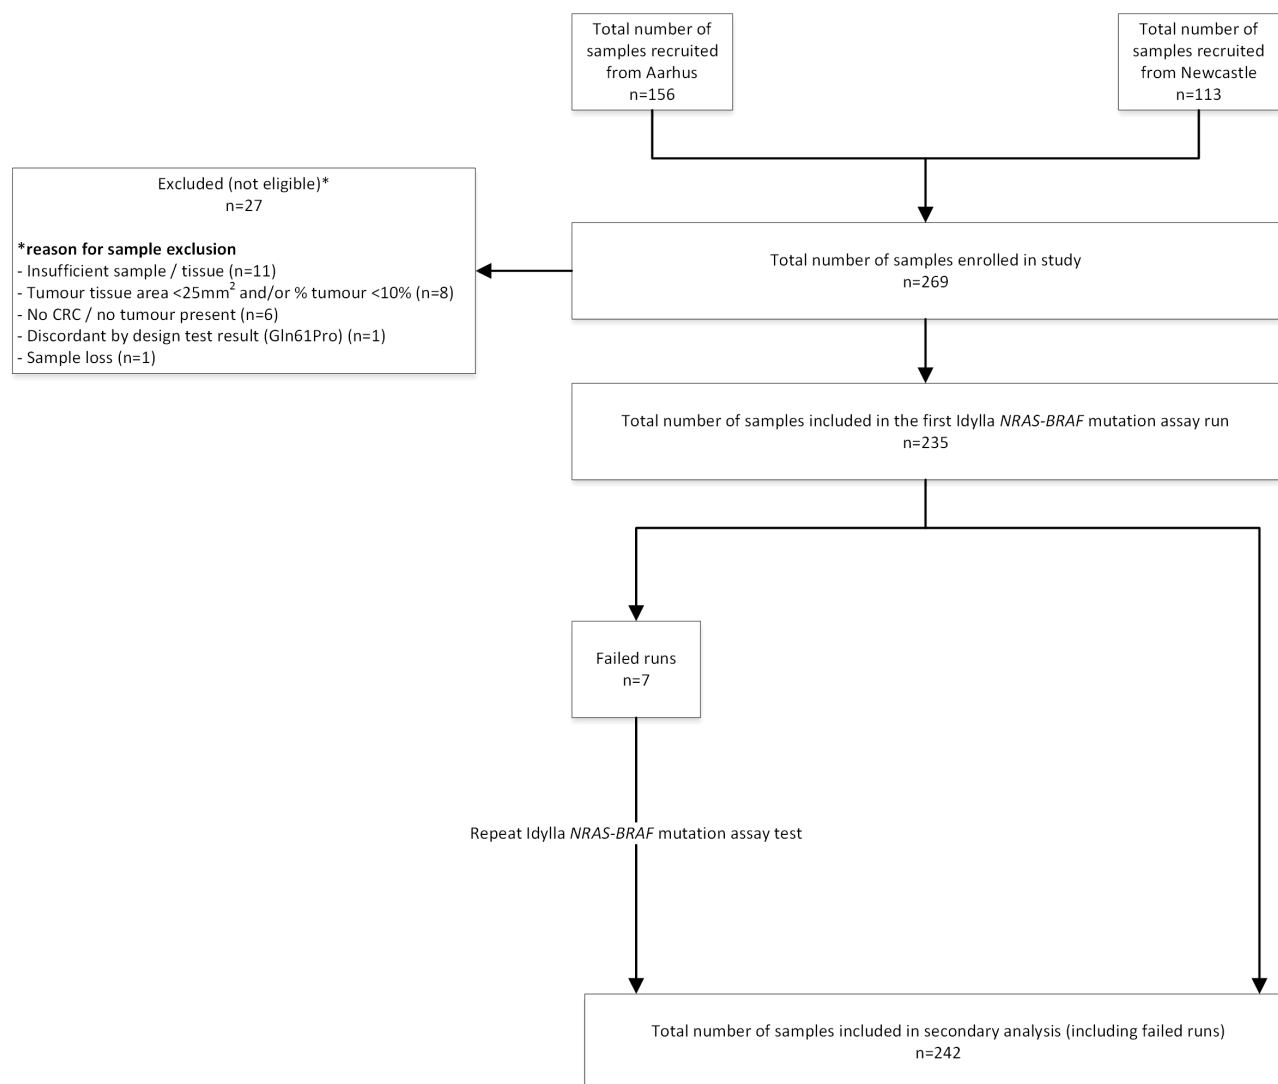 Total number of
samples recruited
from Aarhus
n=156
Total number of
samples recruited
from Newcastle
n=113
Excluded (not eligible)*
n=27
*reason for sample exclusion
- Insufficient sample / tissue (n=11)
- Tumour tissue area <25mm² and/or % tumour <10% (n=8)
- No CRC / no tumour present (n=6)
- Discordant by design test result (Gln61Pro) (n=1)
- Sample loss (n=1)
Total number of samples enrolled in study
n=269
Total number of samples included in the first Idylla NRAS-BRAF mutation assay run
n=235
Failed runs
n=7
Repeat Idylla NRAS-BRAF mutation assay test
Total number of samples included in secondary analysis (including failed runs)
n=242